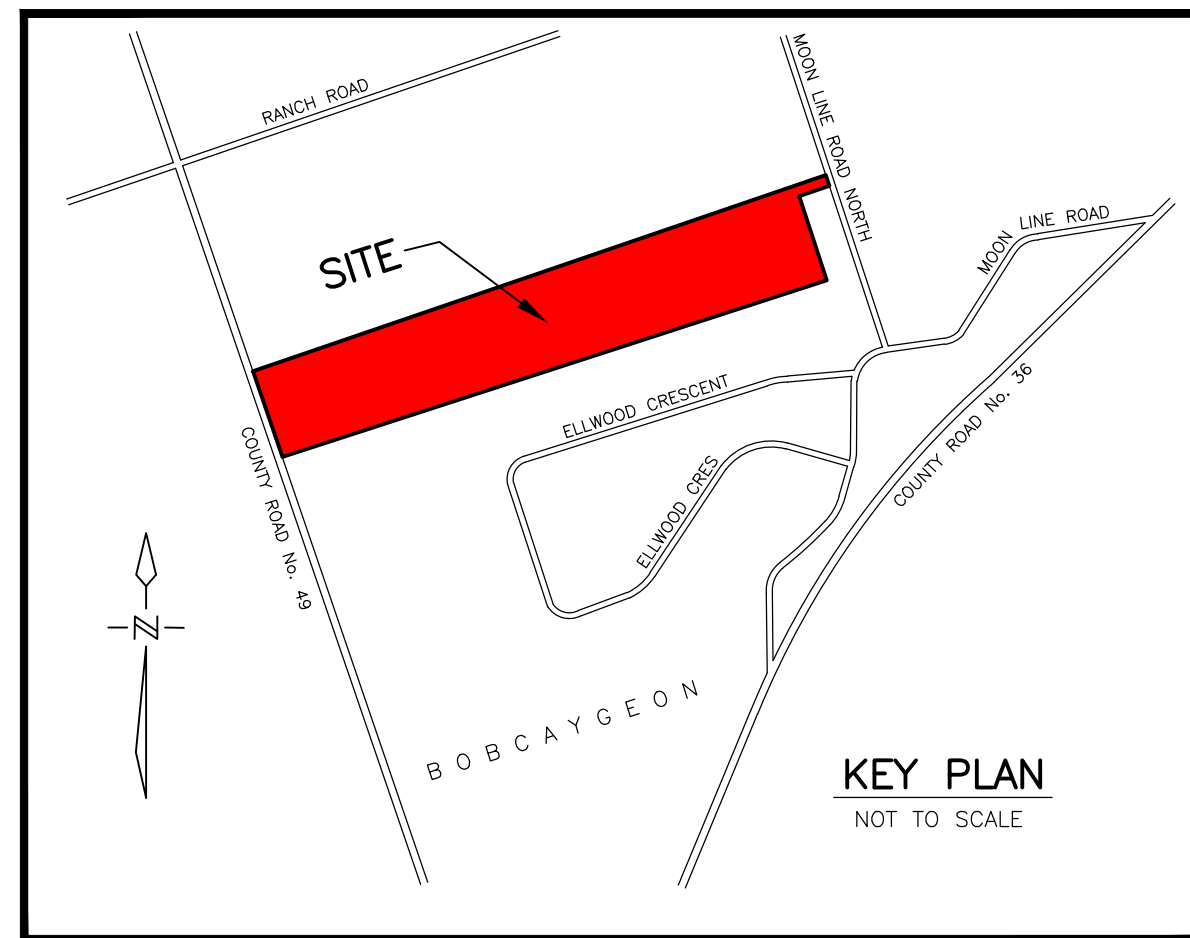 RANCH ROAD
MOON LINE ROAD NORTH
MOON LINE ROAD
SITE
ELLWOOD CRESCENT
COUNTY ROAD No. 36
COUNTY ROAD No. 49
ELLWOOD CRES
N
BOBCAYGEON
KEY PLAN
NOT TO SCALE